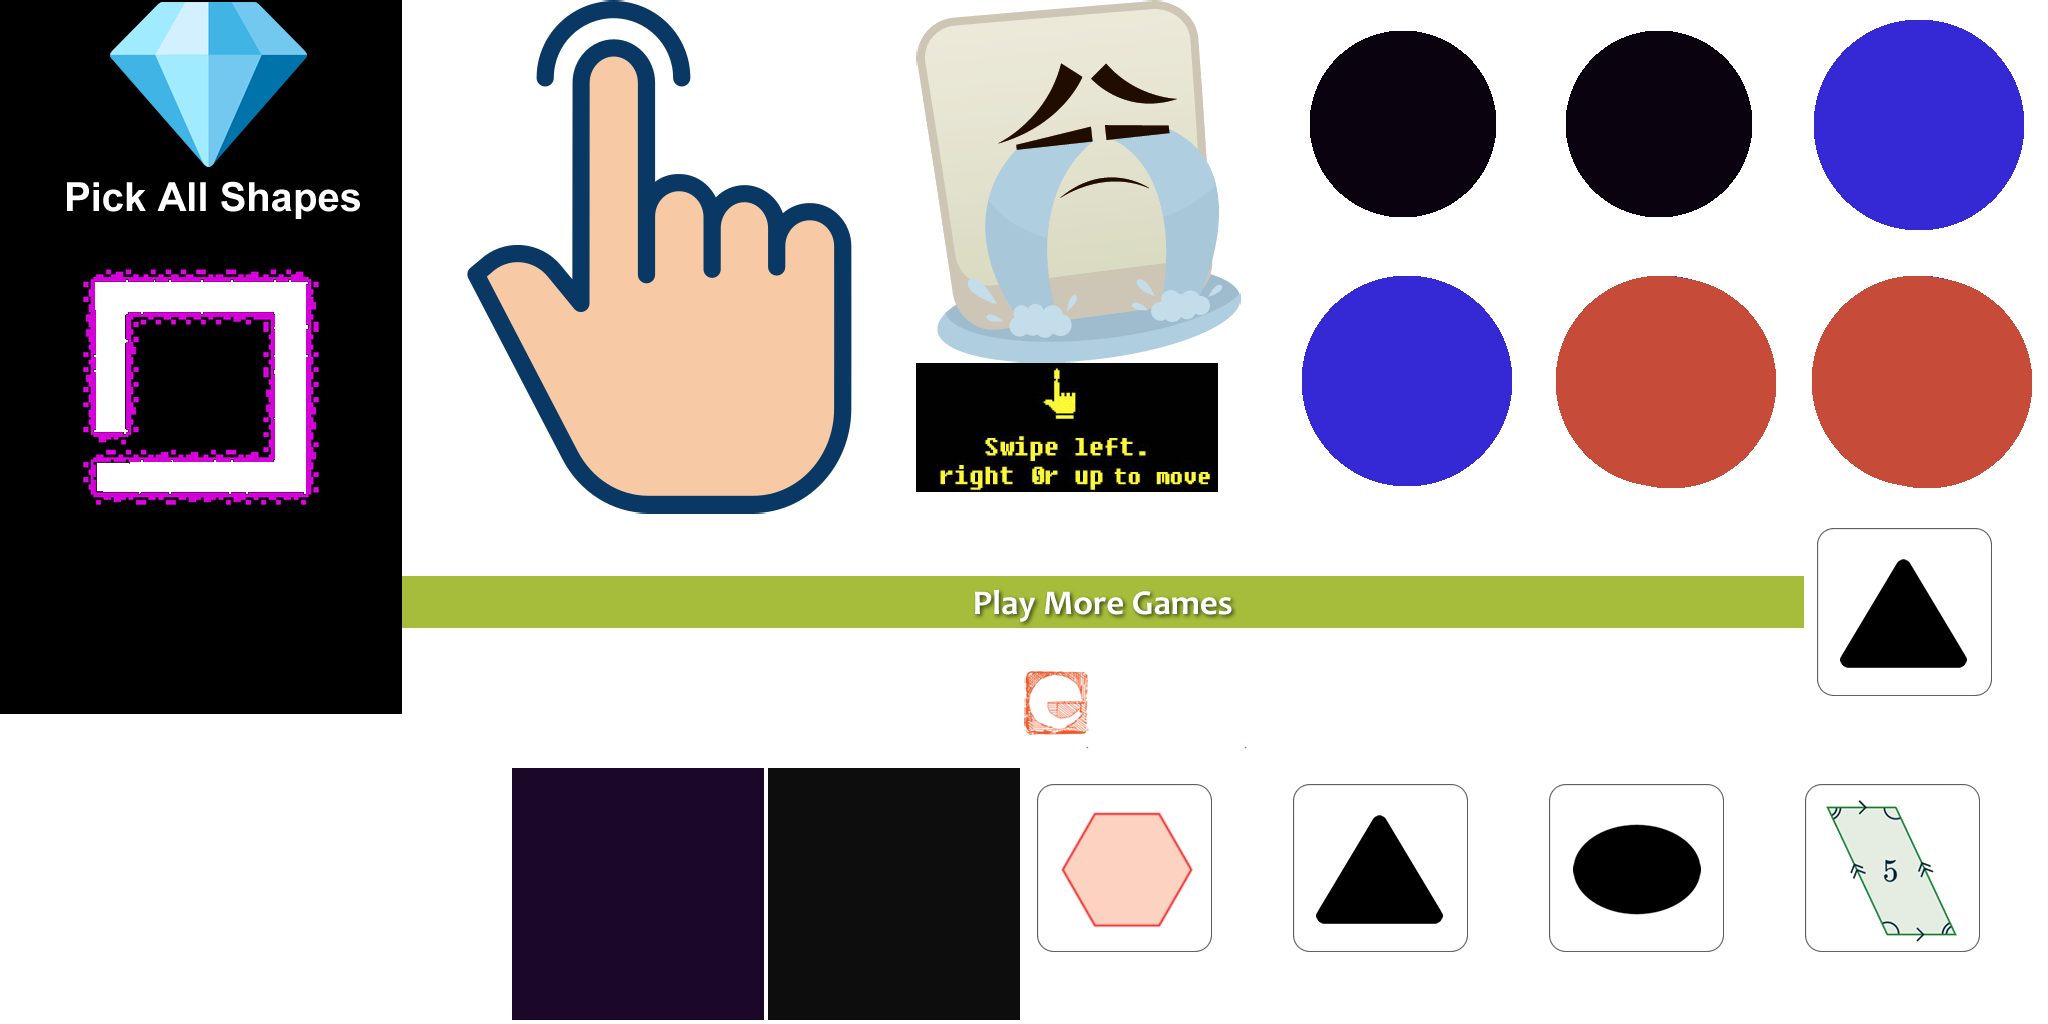 Pick All Shapes
Swipe left.
right 0r up to move
Play More Games
5